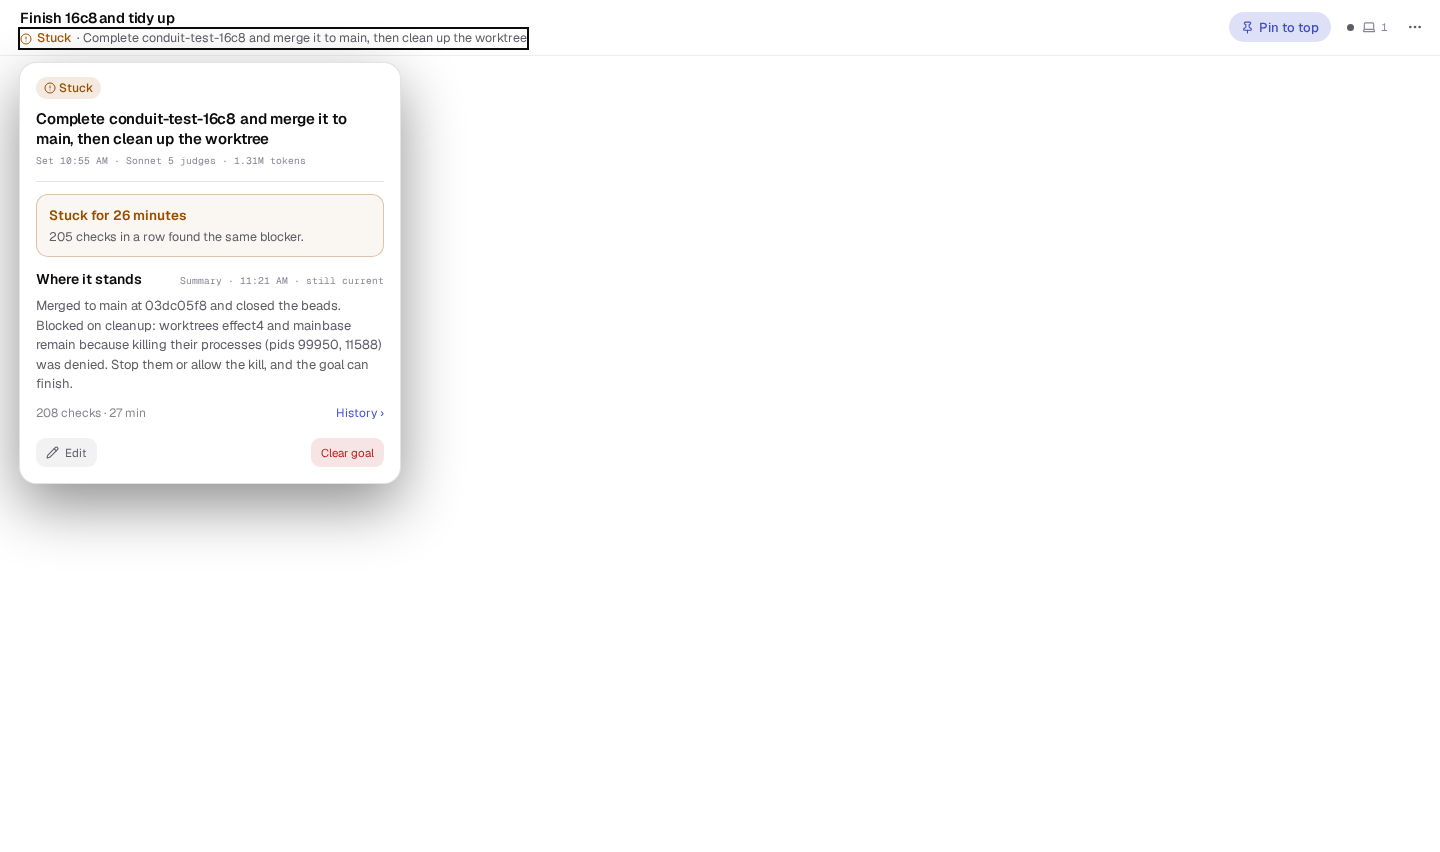 Finish 16c8 and tidy up
Stuck · Complete conduit-test-16c8 and merge it to main, then clean up the worktree
Pin to top
1
Stuck
Complete conduit-test-16c8 and merge it to
main, then clean up the worktree
Set 10:55 AM · Sonnet 5 judges · 1.31M tokens
Stuck for 26 minutes
205 checks in a row found the same blocker.
Where it stands
Summary · 11:21 AM · still current
Merged to main at 03dc05f8 and closed the beads.
Blocked on cleanup: worktrees effect4 and mainbase
remain because killing their processes (pids 99950, 11588)
was denied. Stop them or allow the kill, and the goal can
finish.
208 checks · 27 min
History ›
Edit
Clear goal